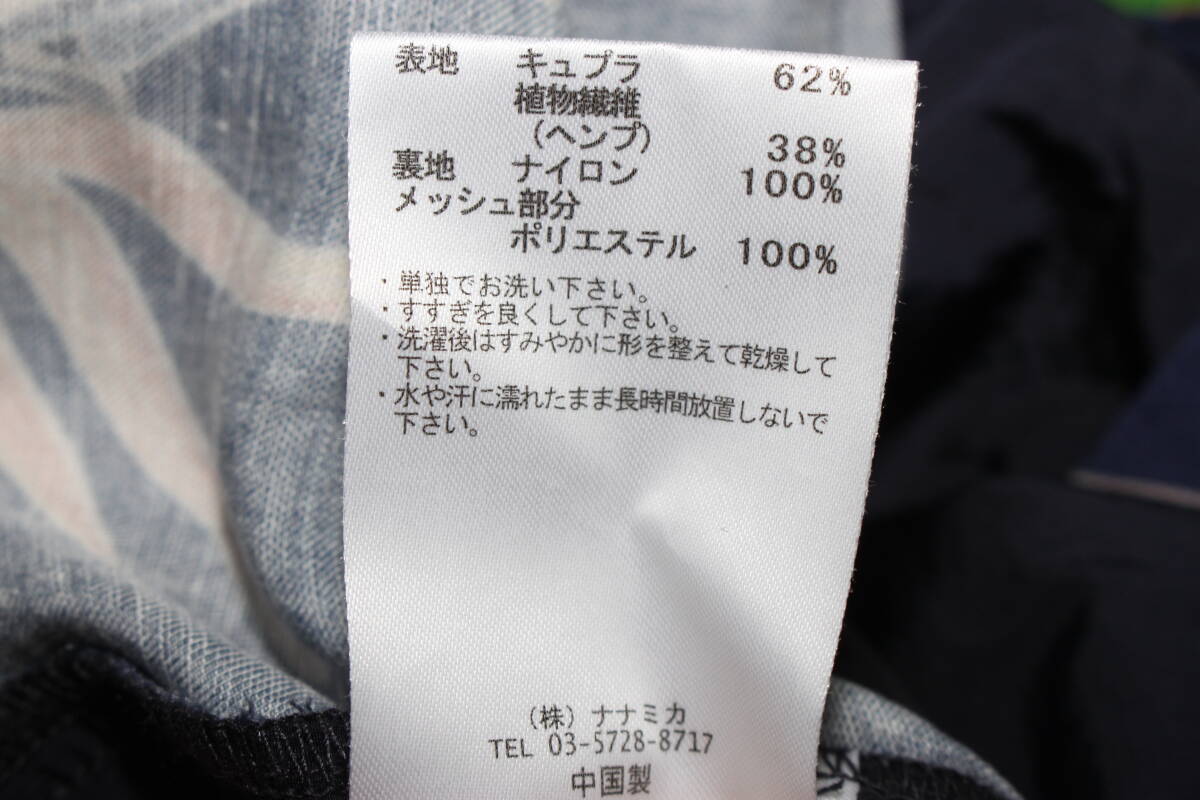 表地 キュプラ 62%
植物繊維
(ヘンプ) 38%
裏地 ナイロン 100%
メッシュ部分
ポリエステル 100%
・単独でお洗い下さい。
・すすぎを良くして下さい。
・洗濯後はすみやかに形を整えて乾燥して
下さい。
・水や汗に濡れたまま長時間放置しないで
下さい。
(株) ナナミカ
TEL 03-5728-8717
中国製